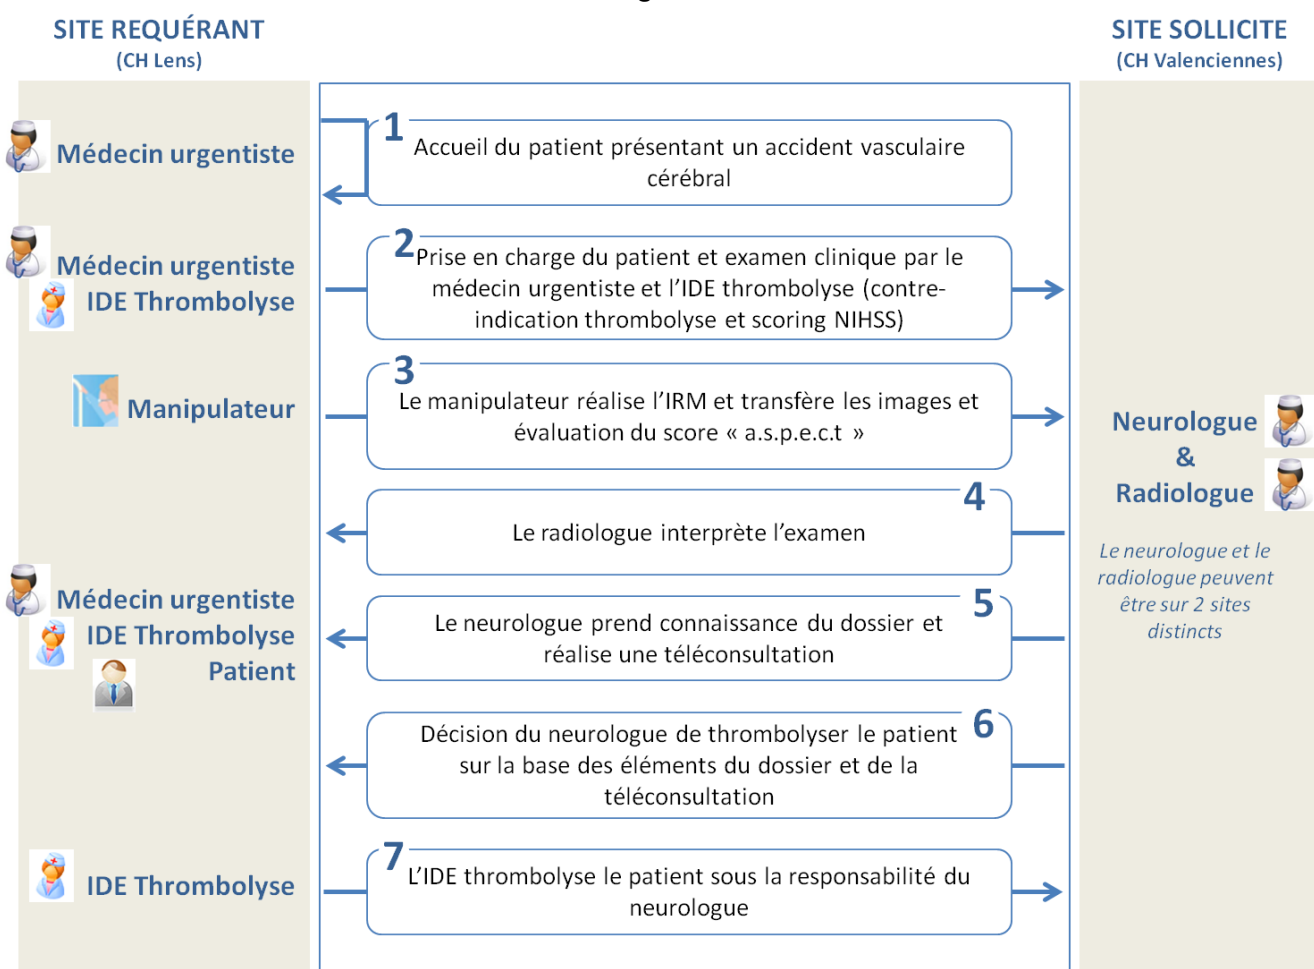 SITE REQUÉRANT
(CH Lens)
SITE SOLLICITE
(CH Valenciennes)
Médecin urgentiste
1
Accueil du patient présentant un accident vasculaire
cérébral
Médecin urgentiste
IDE Thrombolyse
2
Prise en charge du patient et examen clinique par le
médecin urgentiste et l'IDE thrombolyse (contre-
indication thrombolyse et scoring NIHSS)
Manipulateur
3
Le manipulateur réalise l'IRM et transfère les images et
évaluation du score « a.s.p.e.c.t »
Neurologue
&
Radiologue
Le neurologue et le
radiologue peuvent
être sur 2 sites
distincts
4
Le radiologue interprète l'examen
Médecin urgentiste
IDE Thrombolyse
Patient
5
Le neurologue prend connaissance du dossier et
réalise une téléconsultation
6
Décision du neurologue de thrombolyser le patient
sur la base des éléments du dossier et de la
téléconsultation
IDE Thrombolyse
7
L'IDE thrombolyse le patient sous la responsabilité du
neurologue